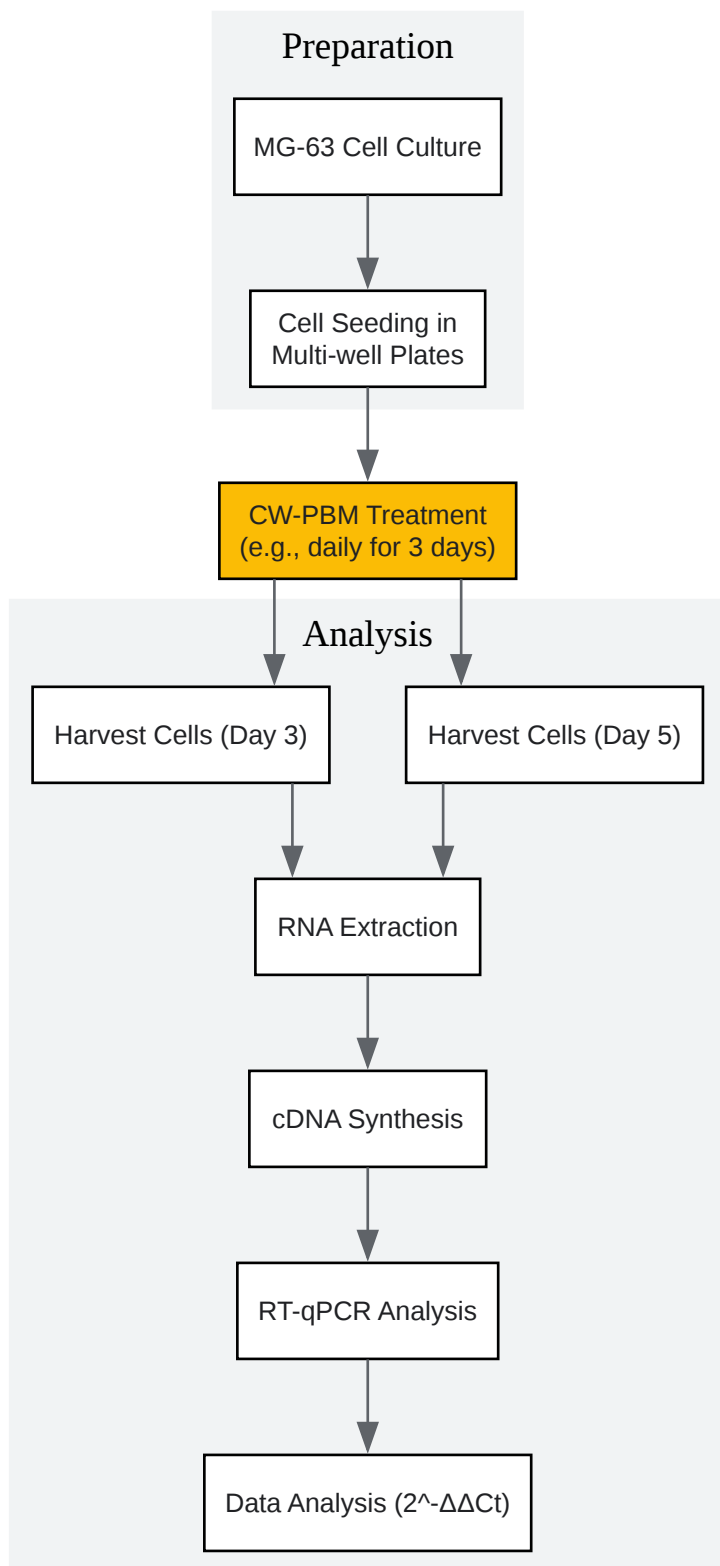 Preparation
MG-63 Cell Culture
Cell Seeding in
Multi-well Plates
CW-PBM Treatment
(e.g., daily for 3 days)
Analysis
Harvest Cells (Day 3)
Harvest Cells (Day 5)
RNA Extraction
cDNA Synthesis
RT-qPCR Analysis
Data Analysis (2^-ΔΔCt)